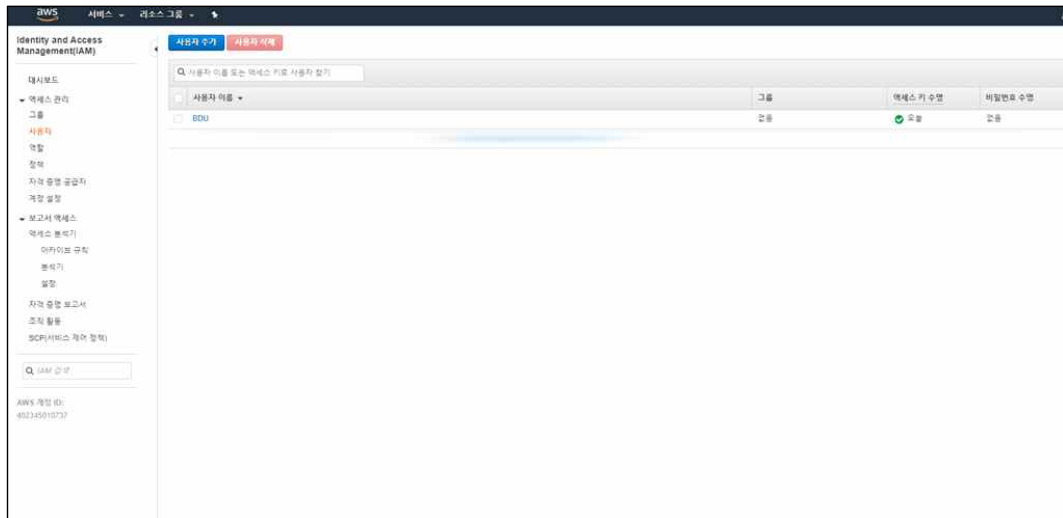 aws 서비스 리소스 그룹
Identity and Access
Management(IAM)
대시보드
액세스 관리
그룹
사용자
역할
정책
자격 증명 공급자
계정 설정
보고서 액세스
액세스 분석기
아카이브 규칙
분석기
설정
자격 증명 보고서
조직 활동
SCP(서비스 제어 정책)
IAM 검색
AWS 계정 ID:
402345010737
사용자 추가 사용자 삭제
사용자 이름 또는 액세스 키로 사용자 찾기
사용자 이름 그룹 액세스 키 수명 비밀번호 수명
BDU 없음 오늘 없음